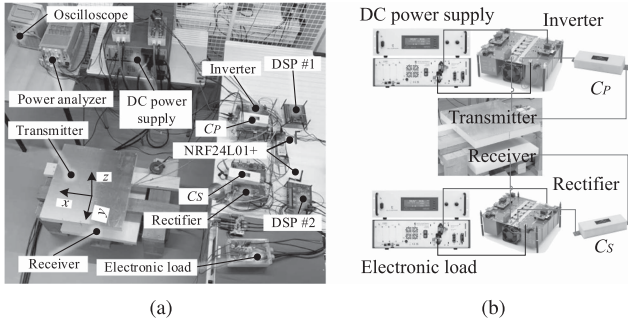 Oscilloscope
Power analyzer
DC power
supply
Inverter
DSP #1
CP
Transmitter
NRF24L01+
z
x
y
CS
Rectifier
DSP #2
Receiver
Electronic load
(a)
DC power supply
Inverter
CP
Transmitter
Receiver
Rectifier
CS
Electronic load
(b)